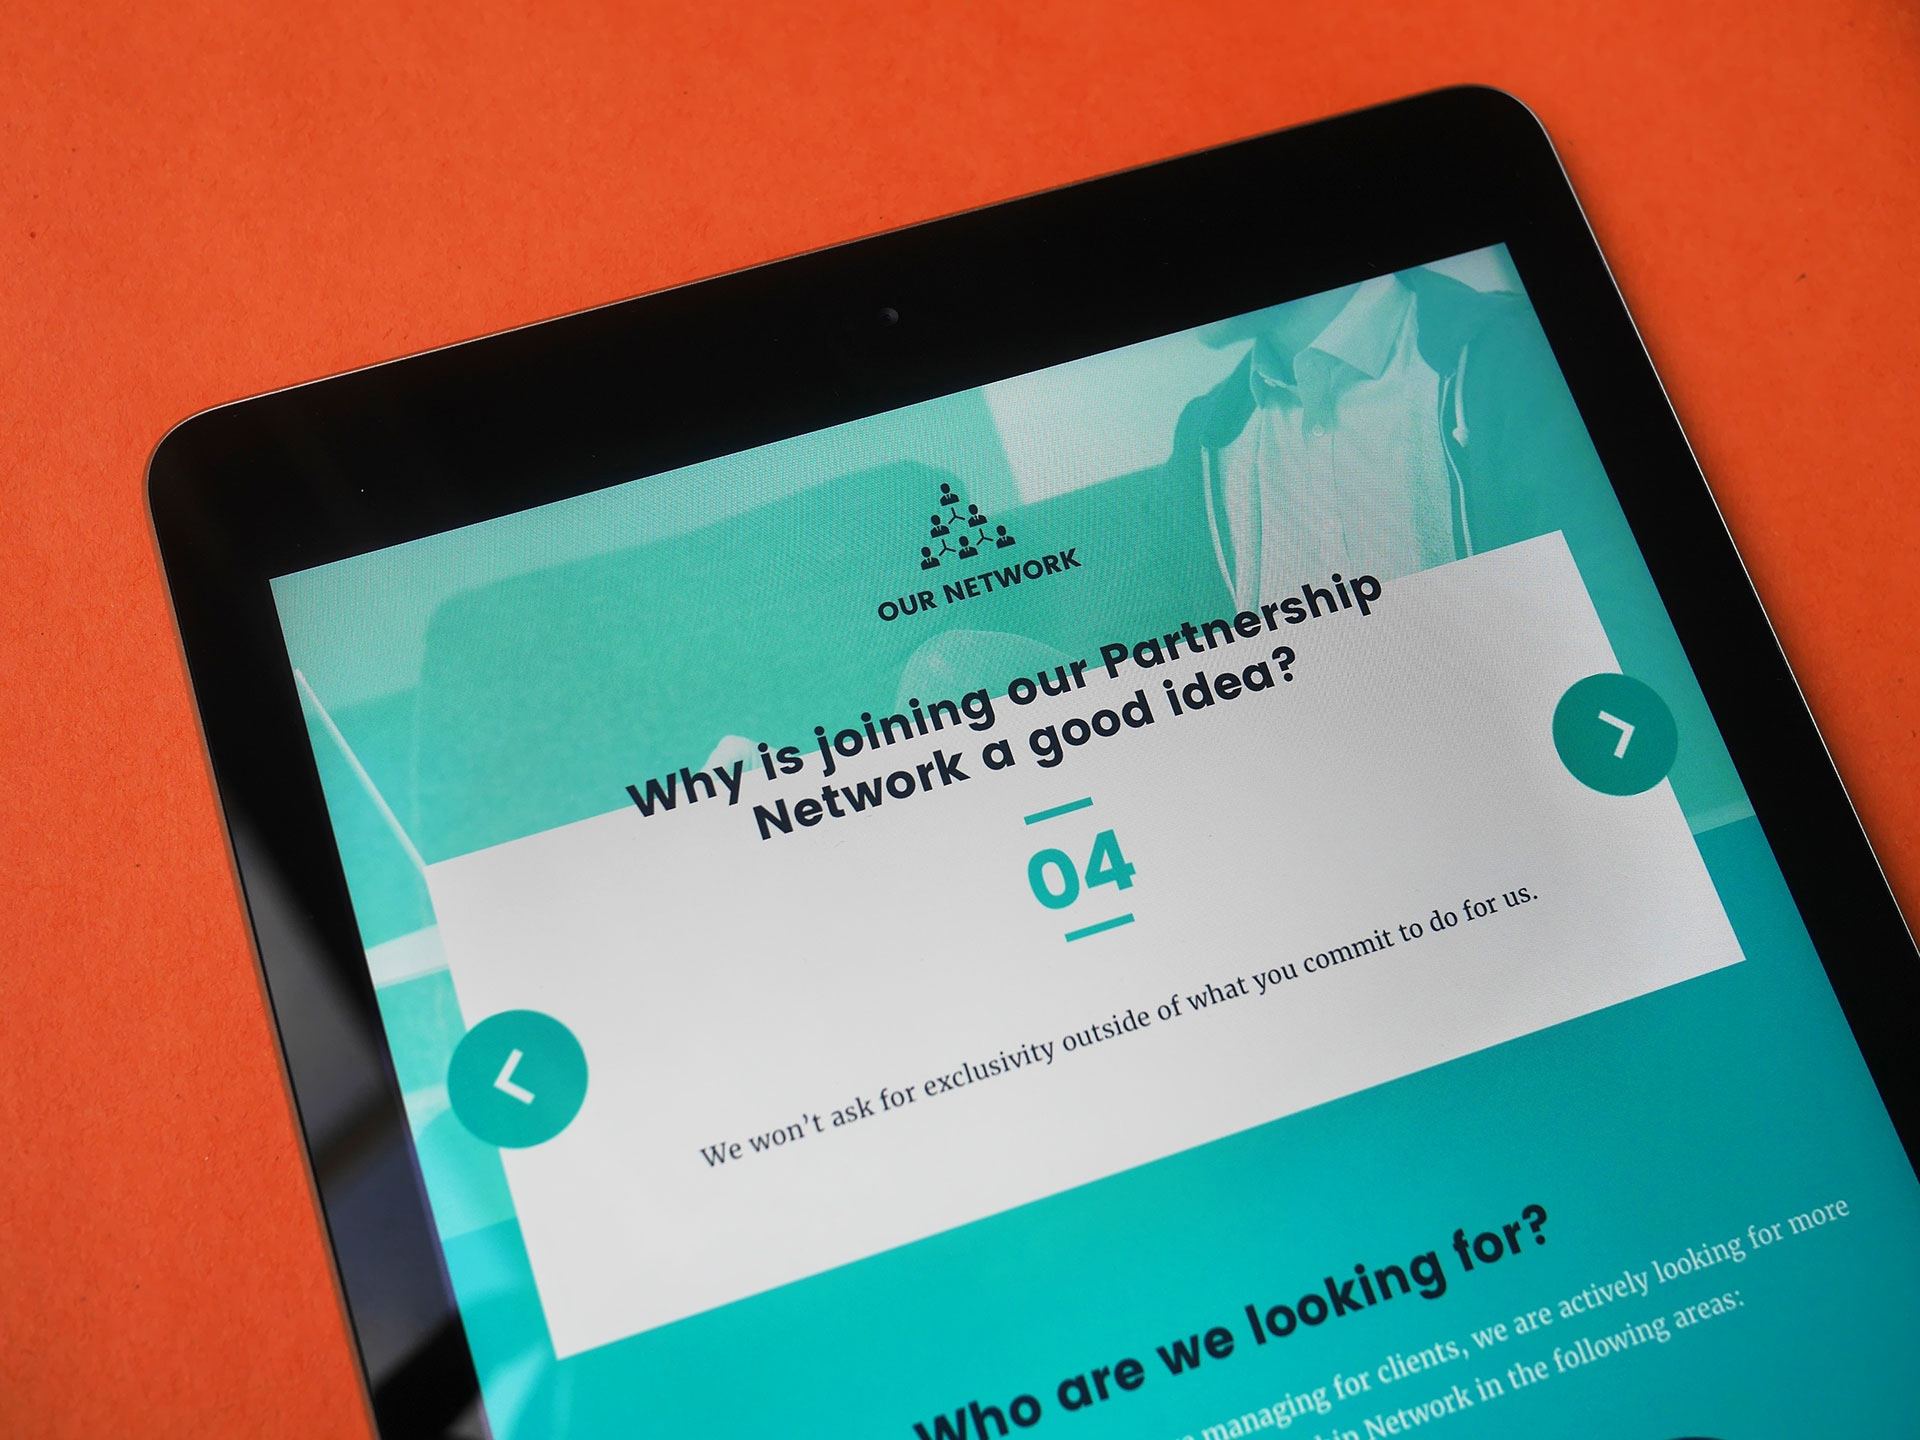 OUR NETWORK
Why is joining our Partnership
Network a good idea?
04
We won't ask for exclusivity outside of what you commit to do for us.
Who are we looking for?
managing for clients, we are actively looking for more
Network in the following areas: